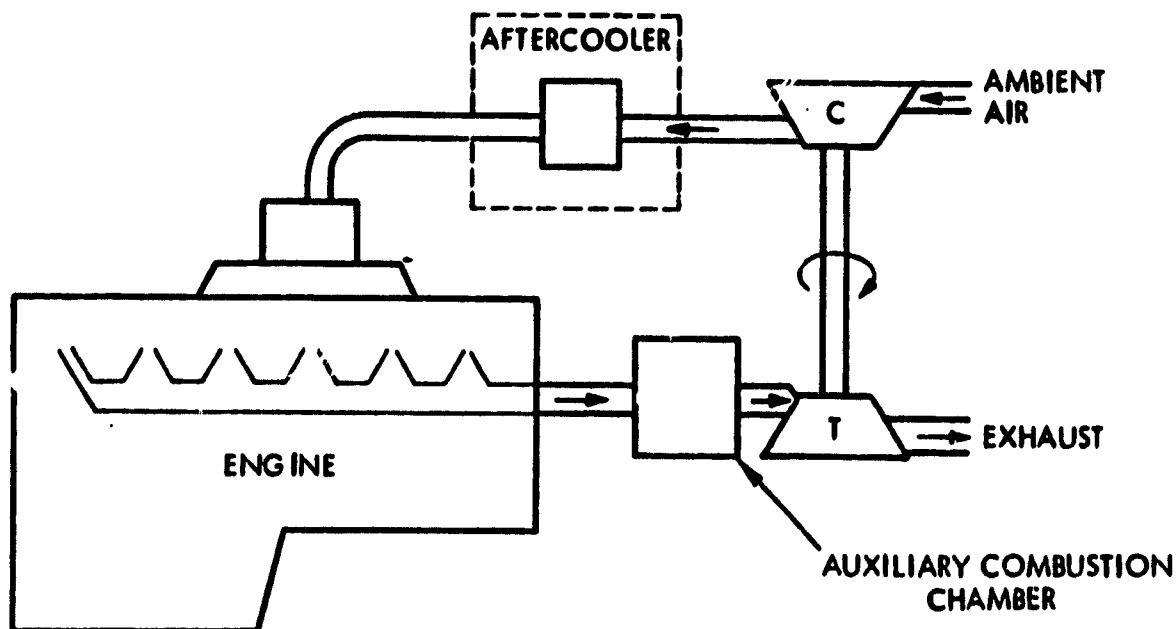 AFTERCOOLER
AMBIENT
AIR
C
T
EXHAUST
ENGINE
AUXILIARY COMBUSTION
CHAMBER